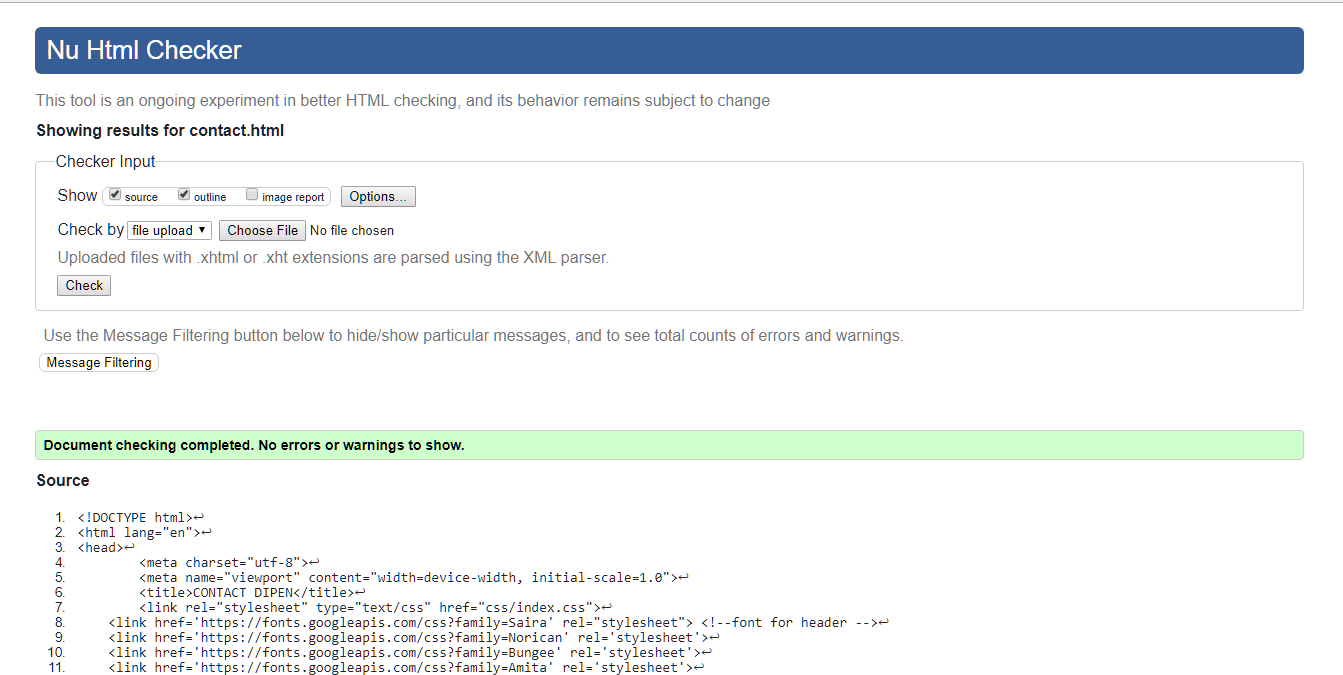 Nu Html Checker
This tool is an ongoing experiment in better HTML checking, and its behavior remains subject to change
Showing results for contact.html
Checker Input
Show source outline image report Options...
Check by file upload ▼ Choose File No file chosen
Uploaded files with .xhtml or .xht extensions are parsed using the XML parser.
Check
Use the Message Filtering button below to hide/show particular messages, and to see total counts of errors and warnings.
Message Filtering
Document checking completed. No errors or warnings to show.
Source
1. <!DOCTYPE html>↩
2. <html lang="en">↩
3. <head>↩
4. <meta charset="utf-8">↩
5. <meta name="viewport" content="width=device-width, initial-scale=1.0">↩
6. <title>CONTACT DIPEN</title>↩
7. <link rel="stylesheet" type="text/css" href="css/index.css">↩
8. <link href='https://fonts.googleapis.com/css?family=Saira' rel="stylesheet"> <!--font for header -->↩
9. <link href='https://fonts.googleapis.com/css?family=Norican' rel='stylesheet'>↩
10. <link href='https://fonts.googleapis.com/css?family=Bungee' rel='stylesheet'>↩
11. <link href='https://fonts.googleapis.com/css?family=Amita' rel='stylesheet'>↩